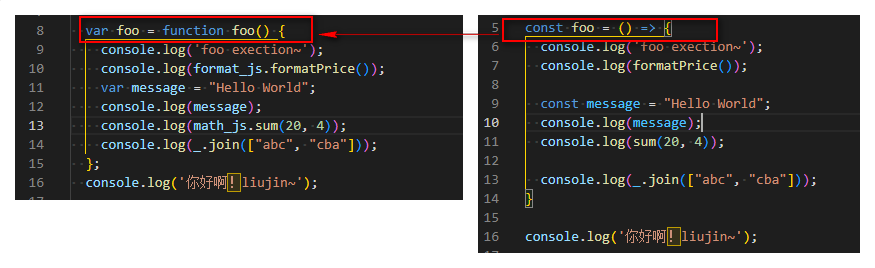 8 var foo = function foo() {
9 console.log('foo exection~');
10 console.log(format_js.formatPrice());
11 var message = "Hello World";
12 console.log(message);
13 console.log(math_js.sum(20, 4));
14 console.log(_.join(["abc", "cba"]));
15 };
16 console.log('你好啊！liujin~');
17
5 const foo = () => {
6 console.log('foo exection~');
7 console.log(formatPrice());
8
9 const message = "Hello World";
10 console.log(message);
11 console.log(sum(20, 4));
12
13 console.log(_.join(["abc", "cba"]));
14 }
15
16 console.log('你好啊！liujin~');
17